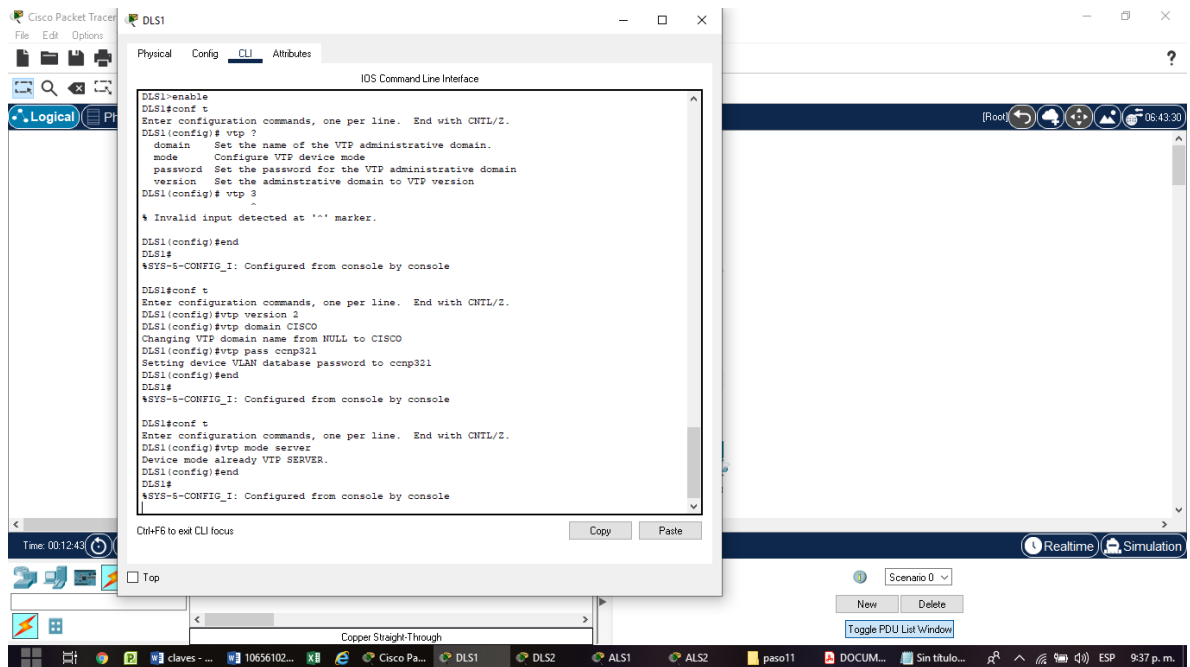 Cisco Packet Tracer
DLS1
File Edit Options
Physical Config CLI Attributes
?
IOS Command Line Interface
Logical
[Root]
06:43:30
DLS1>enable
DLS1#conf t
Enter configuration commands, one per line. End with CNTL/Z.
DLS1(config)# vtp ?
domain Set the name of the VTP administrative domain.
mode Configure VTP device mode
password Set the password for the VTP administrative domain
version Set the adminstrative domain to VTP version
DLS1(config)# vtp 3
^
% Invalid input detected at '^' marker.
DLS1(config)#end
DLS1#
%SYS-5-CONFIG_I: Configured from console by console
DLS1#conf t
Enter configuration commands, one per line. End with CNTL/Z.
DLS1(config)#vtp version 2
DLS1(config)#vtp domain CISCO
Changing VTP domain name from NULL to CISCO
DLS1(config)#vtp pass ccnp321
Setting device VLAN database password to ccnp321
DLS1(config)#end
DLS1#
%SYS-5-CONFIG_I: Configured from console by console
DLS1#conf t
Enter configuration commands, one per line. End with CNTL/Z.
DLS1(config)#vtp mode server
Device mode already VTP SERVER.
DLS1(config)#end
DLS1#
%SYS-5-CONFIG_I: Configured from console by console
Ctrl+F6 to exit CLI focus
Copy Paste
Time: 00:12:43
Realtime Simulation
Top
Scenario 0
New Delete
Toggle PDU List Window
Copper Straight-Through
claves - ... 10656102... Cisco Pa... DLS1 DLS2 ALS1 ALS2 paso11 DOCUM... Sin título... ESP 9:37 p. m.